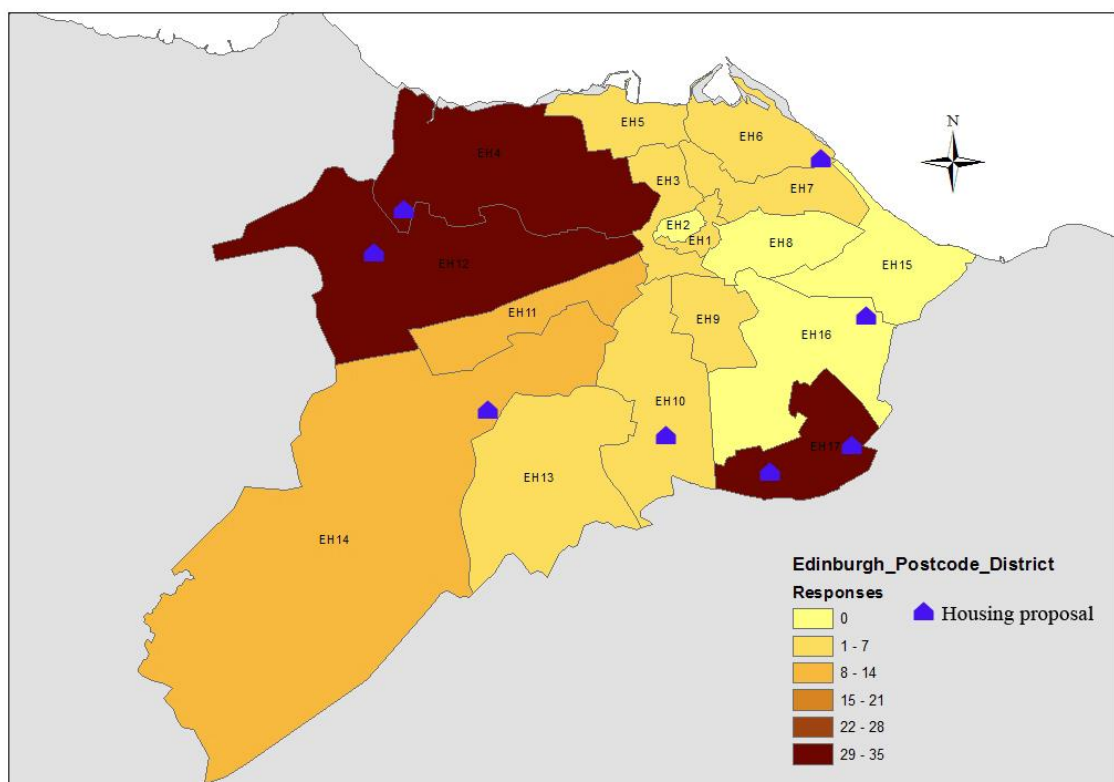 N
EH5
EH6
EH4
EH3
EH7
EH2
EH1
EH8
EH12
EH15
EH11
EH9
EH16
EH10
EH17
EH13
EH14
Edinburgh_Postcode_District
Responses
0
Housing proposal
1 - 7
8 - 14
15 - 21
22 - 28
29 - 35